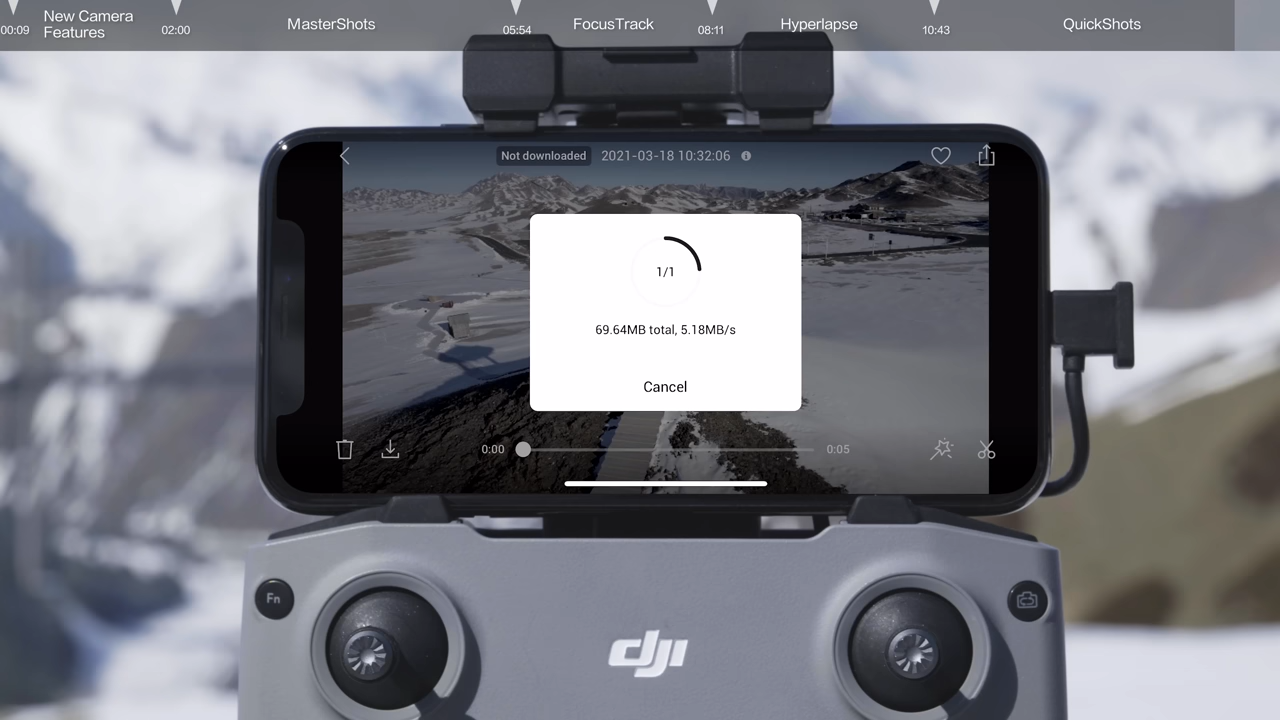 New Camera
Features
MasterShots
FocusTrack
Hyperlapse
QuickShots
00:09
02:00
05:54
08:11
10:43
Not downloaded
2021-03-18 10:32:06
1/1
69.64MB total, 5.18MB/s
Cancel
0:00
0:05
Fn
dji